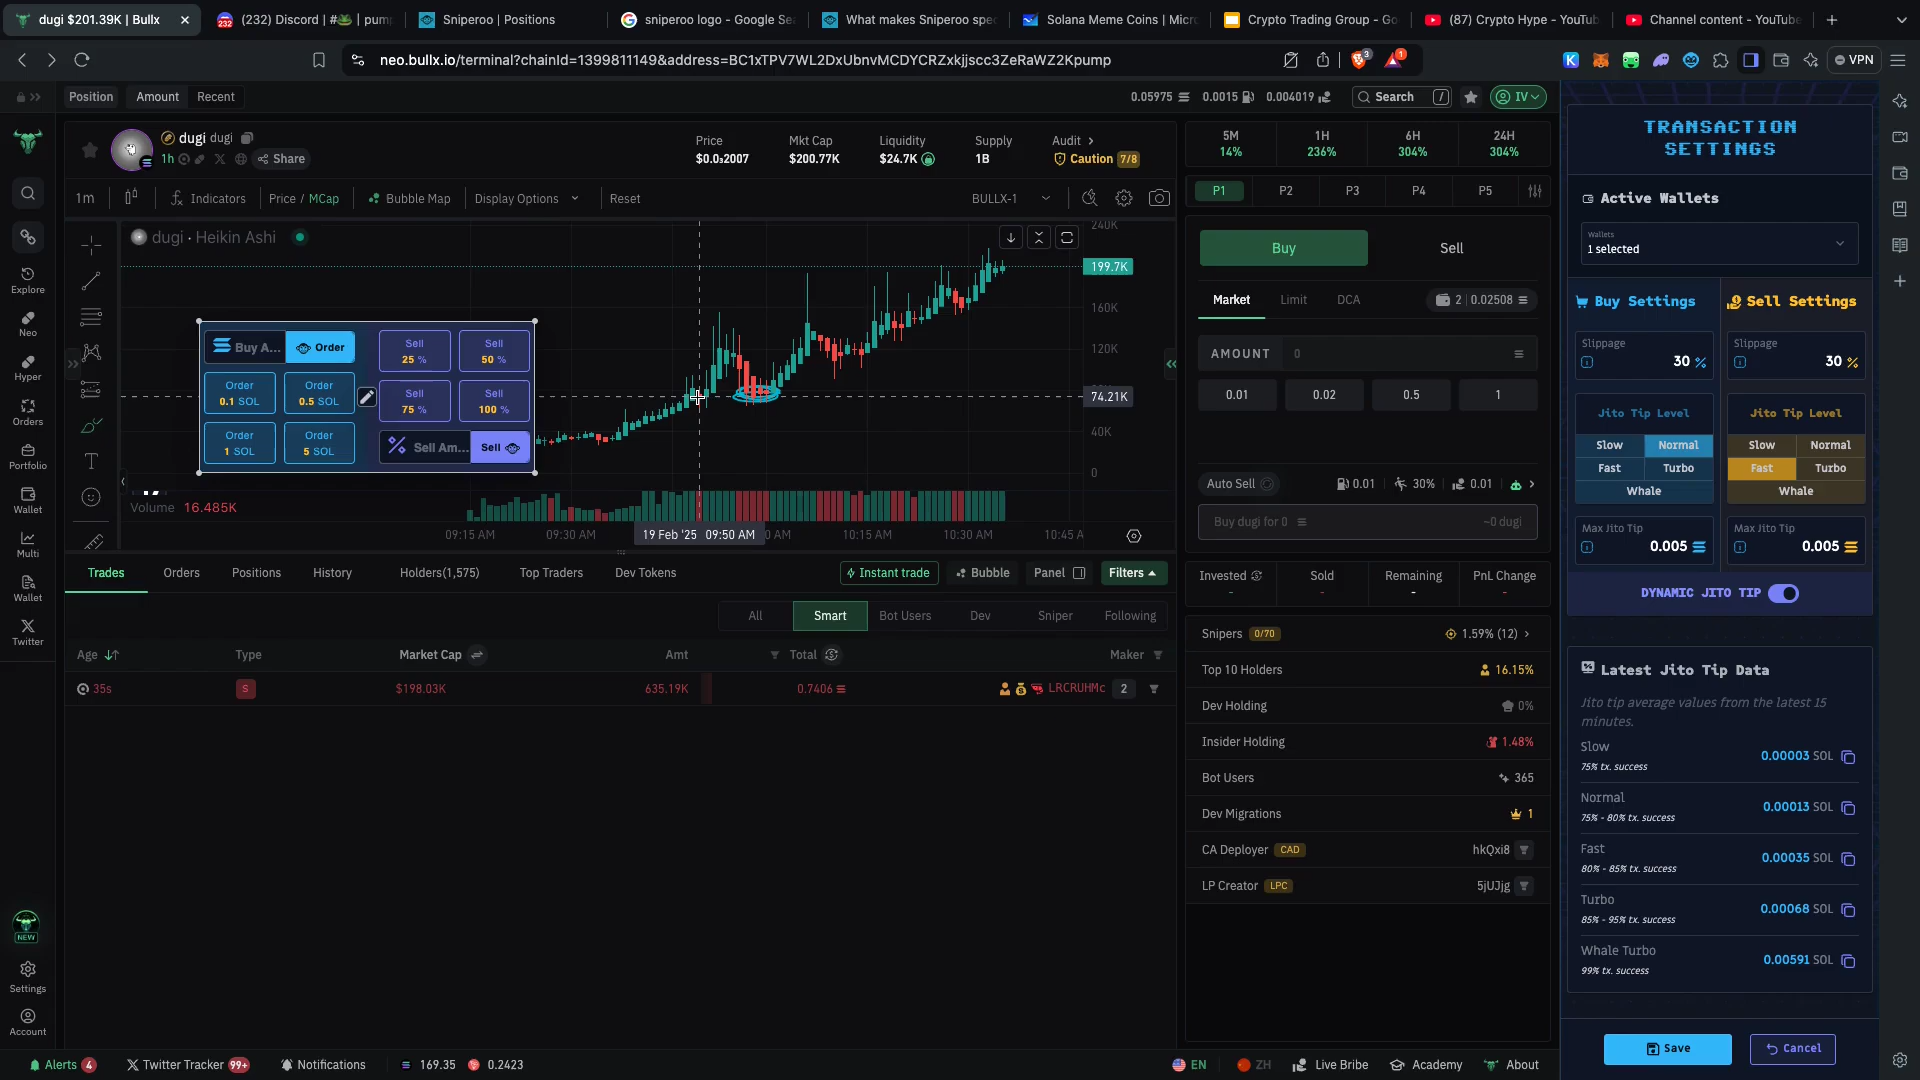 dugi $201.39K | Bullx
(232) Discord | #🐸 | pum
Sniperoo | Positions
sniperoo logo - Google Se
What makes Sniperoo spe
Solana Meme Coins | Micr
Crypto Trading Group - Go
(87) Crypto Hype - YouTub
Channel content - YouTube
neo.bullx.io/terminal?chainId=1399811149&address=BC1xTPV7WL2DxUbnvMCDYCRZxkjjscc3ZeRaWZ2Kpump
3
1
VPN
Position
Amount
Recent
0.05975
0.0015
0.004019
Search
/
IV
dugi dugi
1h
Share
Price
$0.0₃2007
Mkt Cap
$200.77K
Liquidity
$24.7K
Supply
1B
Audit
Caution 7/8
1m
Indicators
Price / MCap
Bubble Map
Display Options
Reset
BULLX-1
dugi · Heikin Ashi
240K
199.7K
160K
120K
74.21K
40K
0
Buy A...
Order
Order
0.1 SOL
Order
0.5 SOL
Order
1 SOL
Order
5 SOL
Sell
25 %
Sell
50 %
Sell
75 %
Sell
100 %
Sell Am...
Sell
Volume 16.485K
09:15 AM
09:30 AM
19 Feb '25 09:50 AM
0 AM
10:15 AM
10:30 AM
10:45 A
Explore
Neo
Hyper
Orders
Portfolio
Wallet
Multi
Wallet
Twitter
NEW
Settings
Account
Trades
Orders
Positions
History
Holders(1,575)
Top Traders
Dev Tokens
Instant trade
Bubble
Panel
Filters
All
Smart
Bot Users
Dev
Sniper
Following
Age
Type
Market Cap
Amt
Total
Maker
35s
S
$198.03K
635.19K
0.7406
LRCRUHMc
2
5M
14%
1H
236%
6H
304%
24H
304%
P1
P2
P3
P4
P5
Buy
Sell
Market
Limit
DCA
2
0.02508
AMOUNT
0
0.01
0.02
0.5
1
Auto Sell
0.01
30%
0.01
Buy dugi for 0
~0 dugi
Invested
-
Sold
-
Remaining
-
PnL Change
-
Snipers 0/70
1.59% (12)
Top 10 Holders
16.15%
Dev Holding
0%
Insider Holding
1.48%
Bot Users
365
Dev Migrations
1
CA Deployer CAD
hkQxi8
LP Creator LPC
5jUJjg
TRANSACTION
SETTINGS
Active Wallets
Wallets
1 selected
Buy Settings
Sell Settings
Slippage
30 %
Slippage
30 %
Jito Tip Level
Slow
Normal
Fast
Turbo
Whale
Jito Tip Level
Slow
Normal
Fast
Turbo
Whale
Max Jito Tip
0.005
Max Jito Tip
0.005
DYNAMIC JITO TIP
Latest Jito Tip Data
Jito tip average values from the latest 15
minutes.
Slow
75% tx. success
0.00003 SOL
Normal
75% - 80% tx. success
0.00013 SOL
Fast
80% - 85% tx. success
0.00035 SOL
Turbo
85% - 95% tx. success
0.00068 SOL
Whale Turbo
99% tx. success
0.00591 SOL
Save
Cancel
Alerts 4
Twitter Tracker 99+
Notifications
169.35
0.2423
EN
ZH
Live Bribe
Academy
About